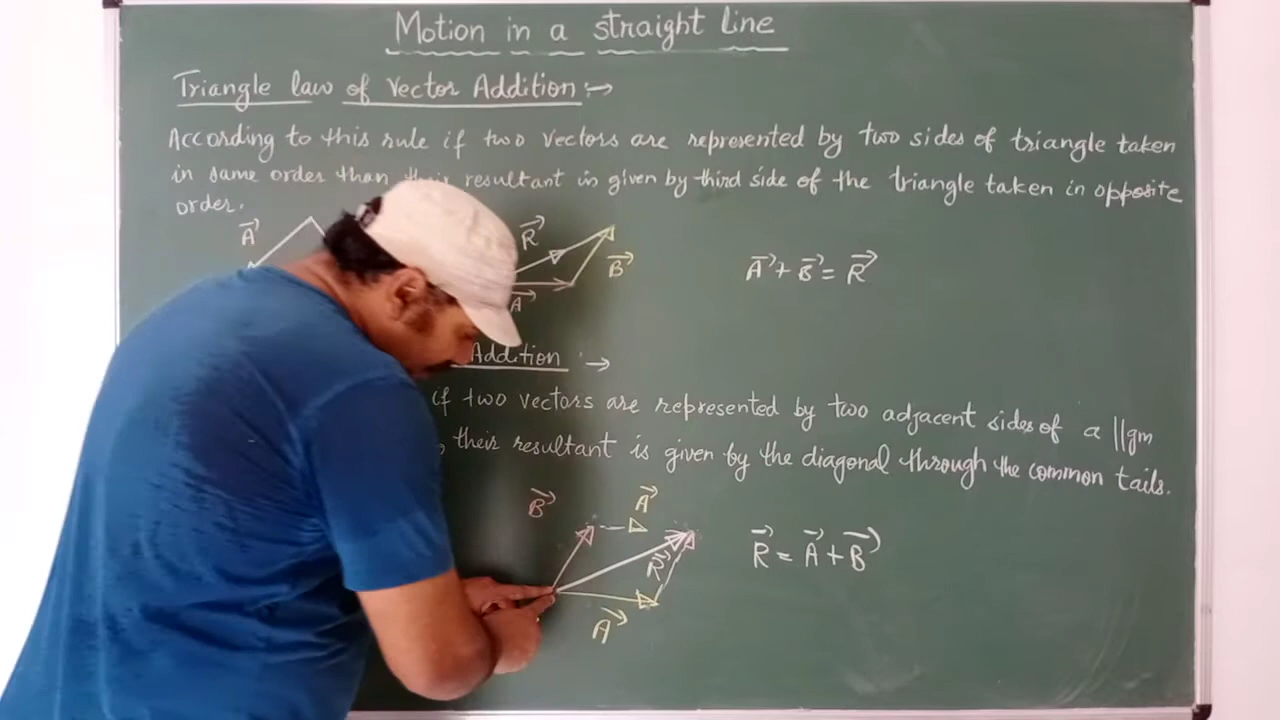 Motion in a straight line
Triangle law of Vector Addition :→
According to this rule if two vectors are represented by two sides of triangle taken
in same order than their resultant is given by third side of the triangle taken in opposite
order.
A⃗
R⃗
B⃗
A⃗
A⃗ + B⃗ = R⃗
Addition :→
if two vectors are represented by two adjacent sides of a ||gm
, their resultant is given by the diagonal through the common tails.
B⃗
A⃗
R⃗
A⃗
R⃗ = A⃗ + B⃗